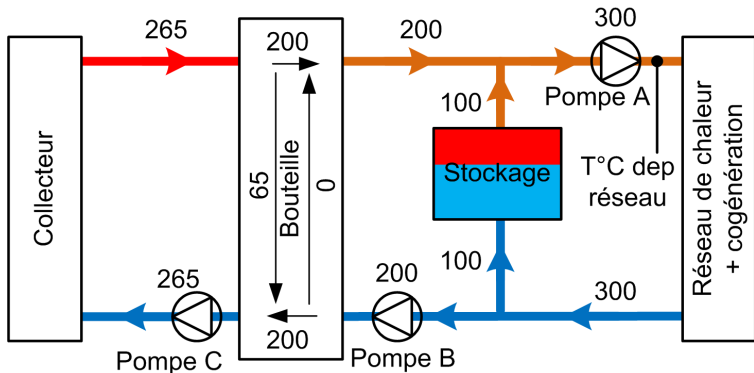 265
200
200
300
Pompe A
100
Collecteur
65
Bouteille
0
Stockage
T°C dep
réseau
Réseau de chaleur
+ cogénération
100
265
200
300
200
Pompe C
Pompe B